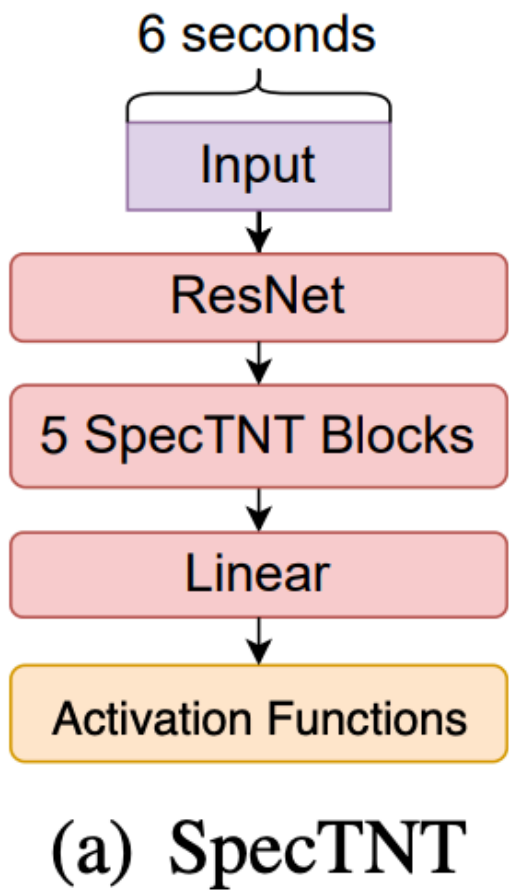 6 seconds
Input
ResNet
5 SpecTNT Blocks
Linear
Activation Functions
(a) SpecTNT